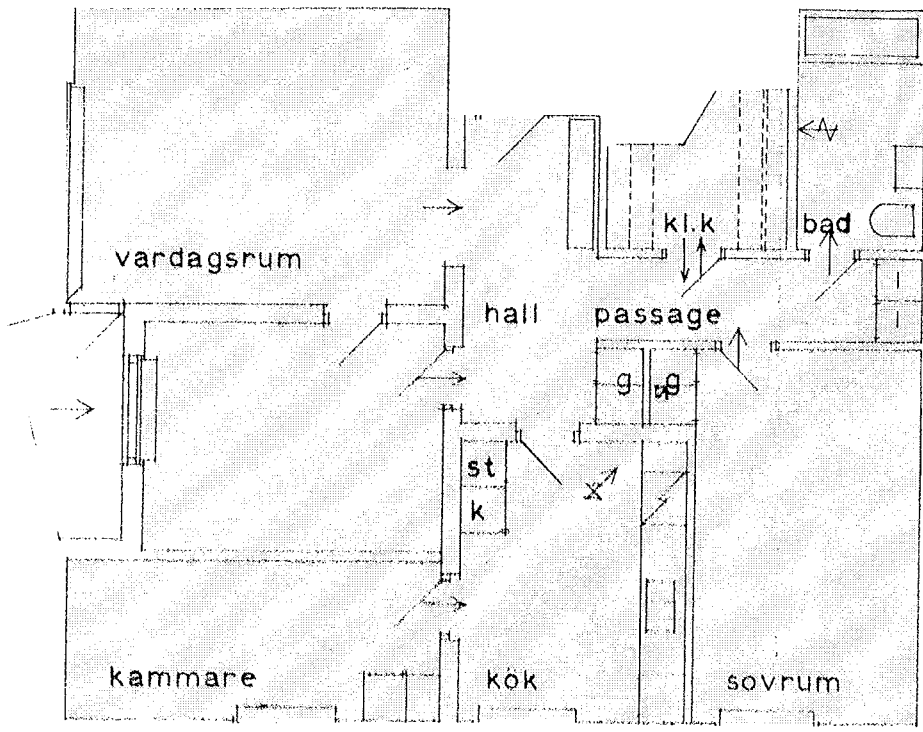 kl.k
bad
vardagsrum
hall
passage
g
g
st
k
kammare
kök
sovrum